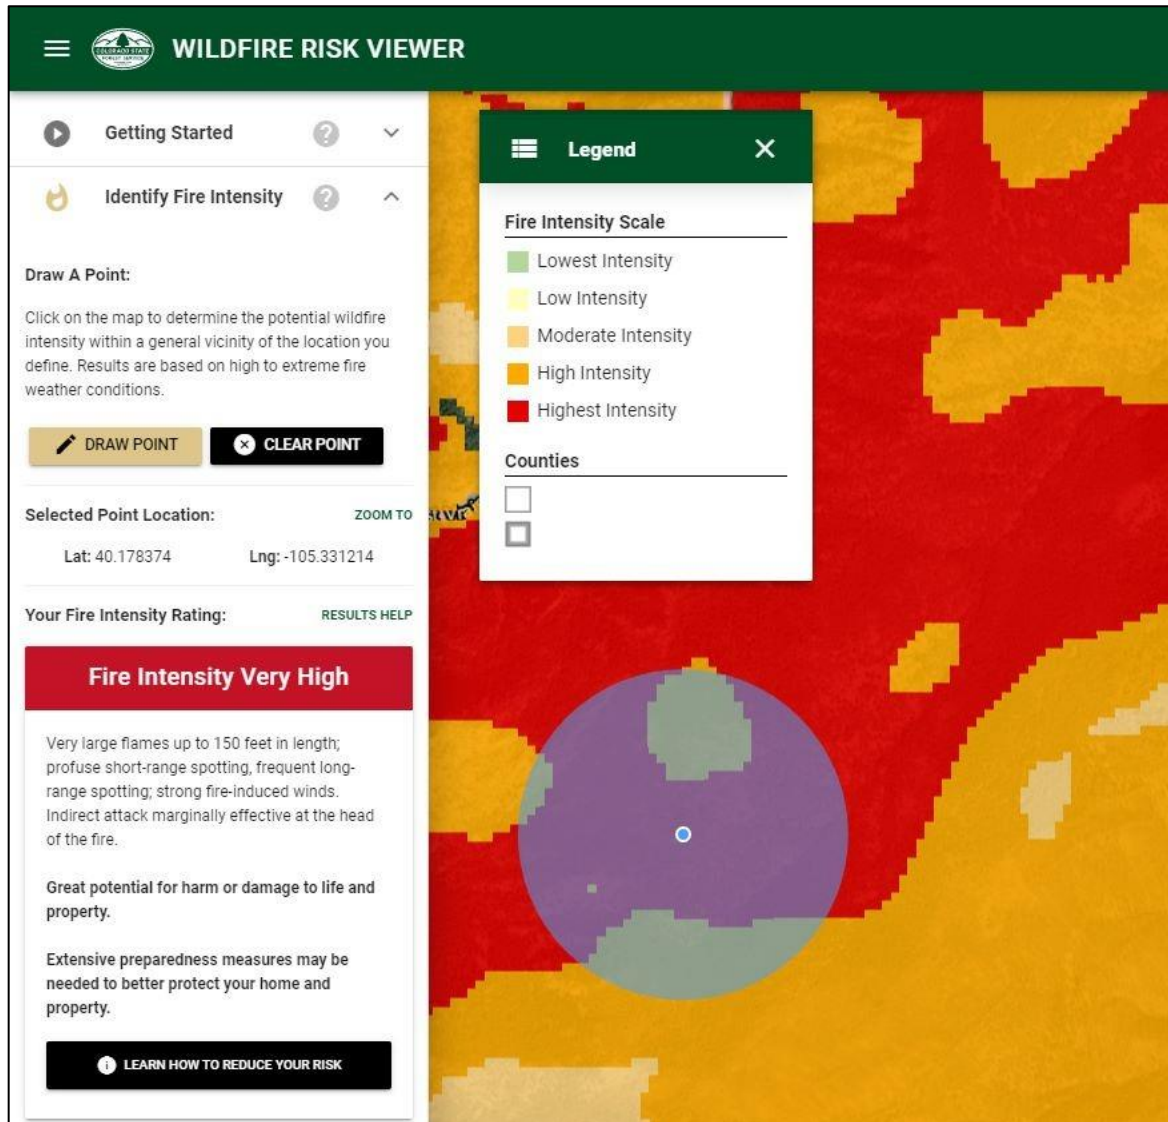 COLORADO STATE
FOREST SERVICE
WILDFIRE RISK VIEWER
Getting Started
Identify Fire Intensity
Draw A Point:
Click on the map to determine the potential wildfire
intensity within a general vicinity of the location you
define. Results are based on high to extreme fire
weather conditions.
DRAW POINT
CLEAR POINT
Selected Point Location:
ZOOM TO
Lat: 40.178374
Lng: -105.331214
Your Fire Intensity Rating:
RESULTS HELP
Fire Intensity Very High
Very large flames up to 150 feet in length;
profuse short-range spotting, frequent long-
range spotting; strong fire-induced winds.
Indirect attack marginally effective at the head
of the fire.
Great potential for harm or damage to life and
property.
Extensive preparedness measures may be
needed to better protect your home and
property.
LEARN HOW TO REDUCE YOUR RISK
Legend
Fire Intensity Scale
Lowest Intensity
Low Intensity
Moderate Intensity
High Intensity
Highest Intensity
Counties